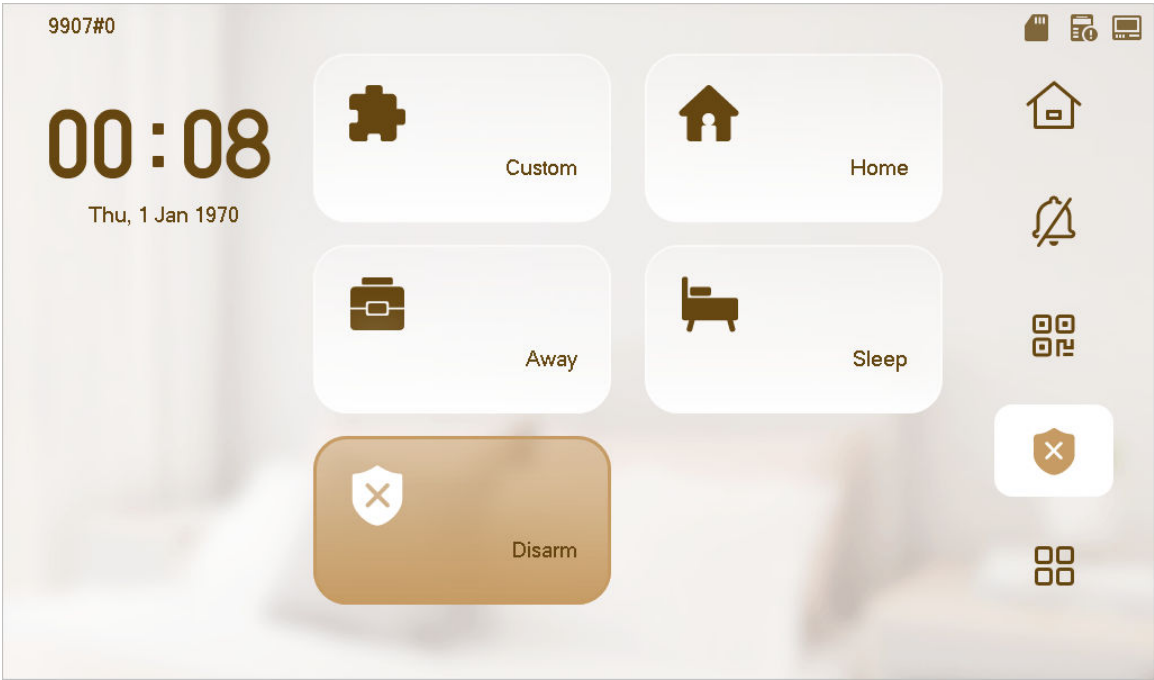 9907#0
00:08
Thu, 1 Jan 1970
Custom
Home
Away
Sleep
Disarm